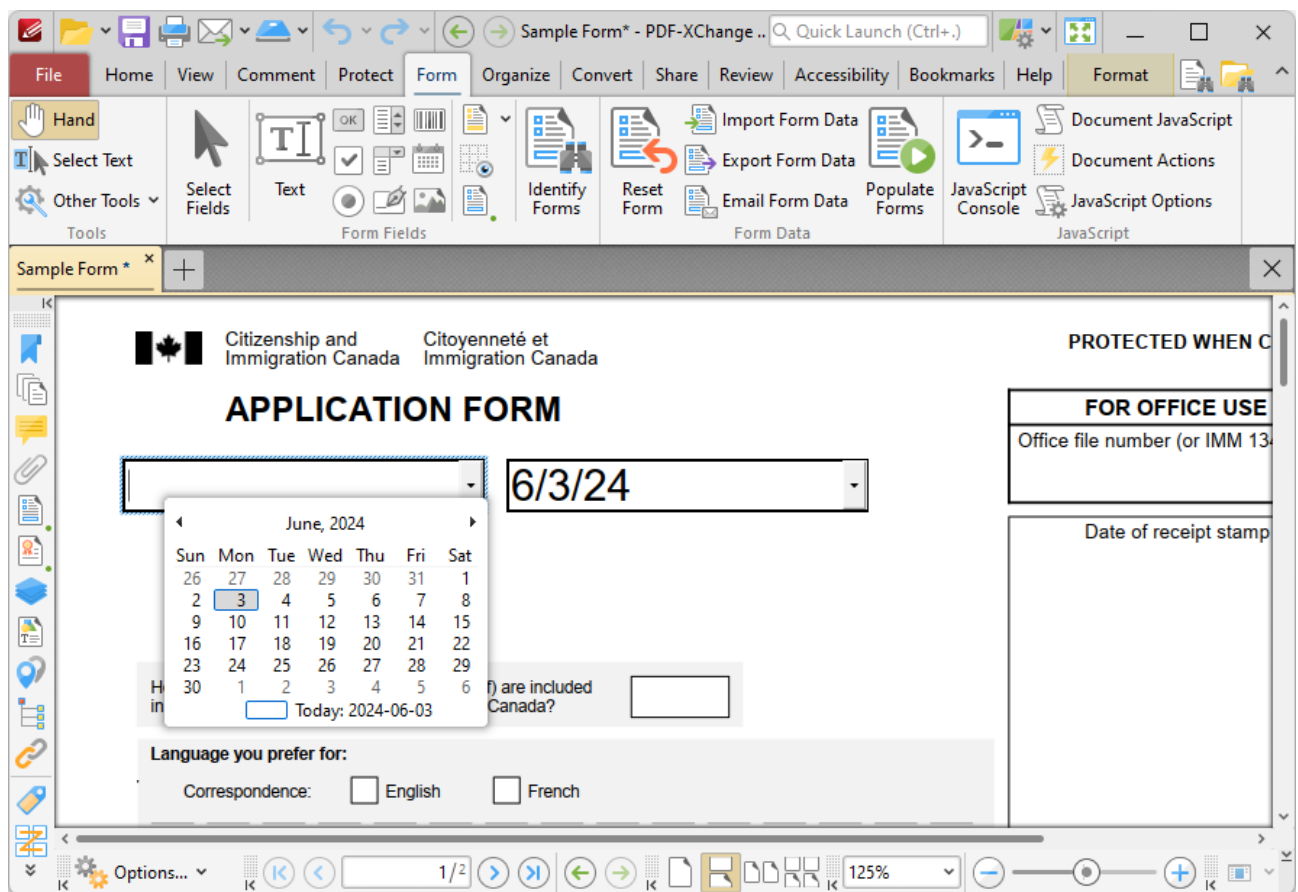 Sample Form* - PDF-XChange ..
Quick Launch (Ctrl+.)
File Home View Comment Protect Form Organize Convert Share Review Accessibility Bookmarks Help Format
Hand
Select Text
Other Tools
Tools
Select Fields
Text
OK
Form Fields
Identify Forms
Reset Form
Import Form Data
Export Form Data
Email Form Data
Populate Forms
Form Data
JavaScript Console
Document JavaScript
Document Actions
JavaScript Options
JavaScript
Sample Form *
Citizenship and Immigration Canada
Citoyenneté et Immigration Canada
PROTECTED WHEN C
APPLICATION FORM
FOR OFFICE USE
Office file number (or IMM 134
6/3/24
Date of receipt stamp
June, 2024
Sun Mon Tue Wed Thu Fri Sat
26 27 28 29 30 31 1
2 3 4 5 6 7 8
9 10 11 12 13 14 15
16 17 18 19 20 21 22
23 24 25 26 27 28 29
30 1 2 3 4 5 6
Today: 2024-06-03
f) are included
in Canada?
Language you prefer for:
Correspondence: English French
Options... 1/2 125%